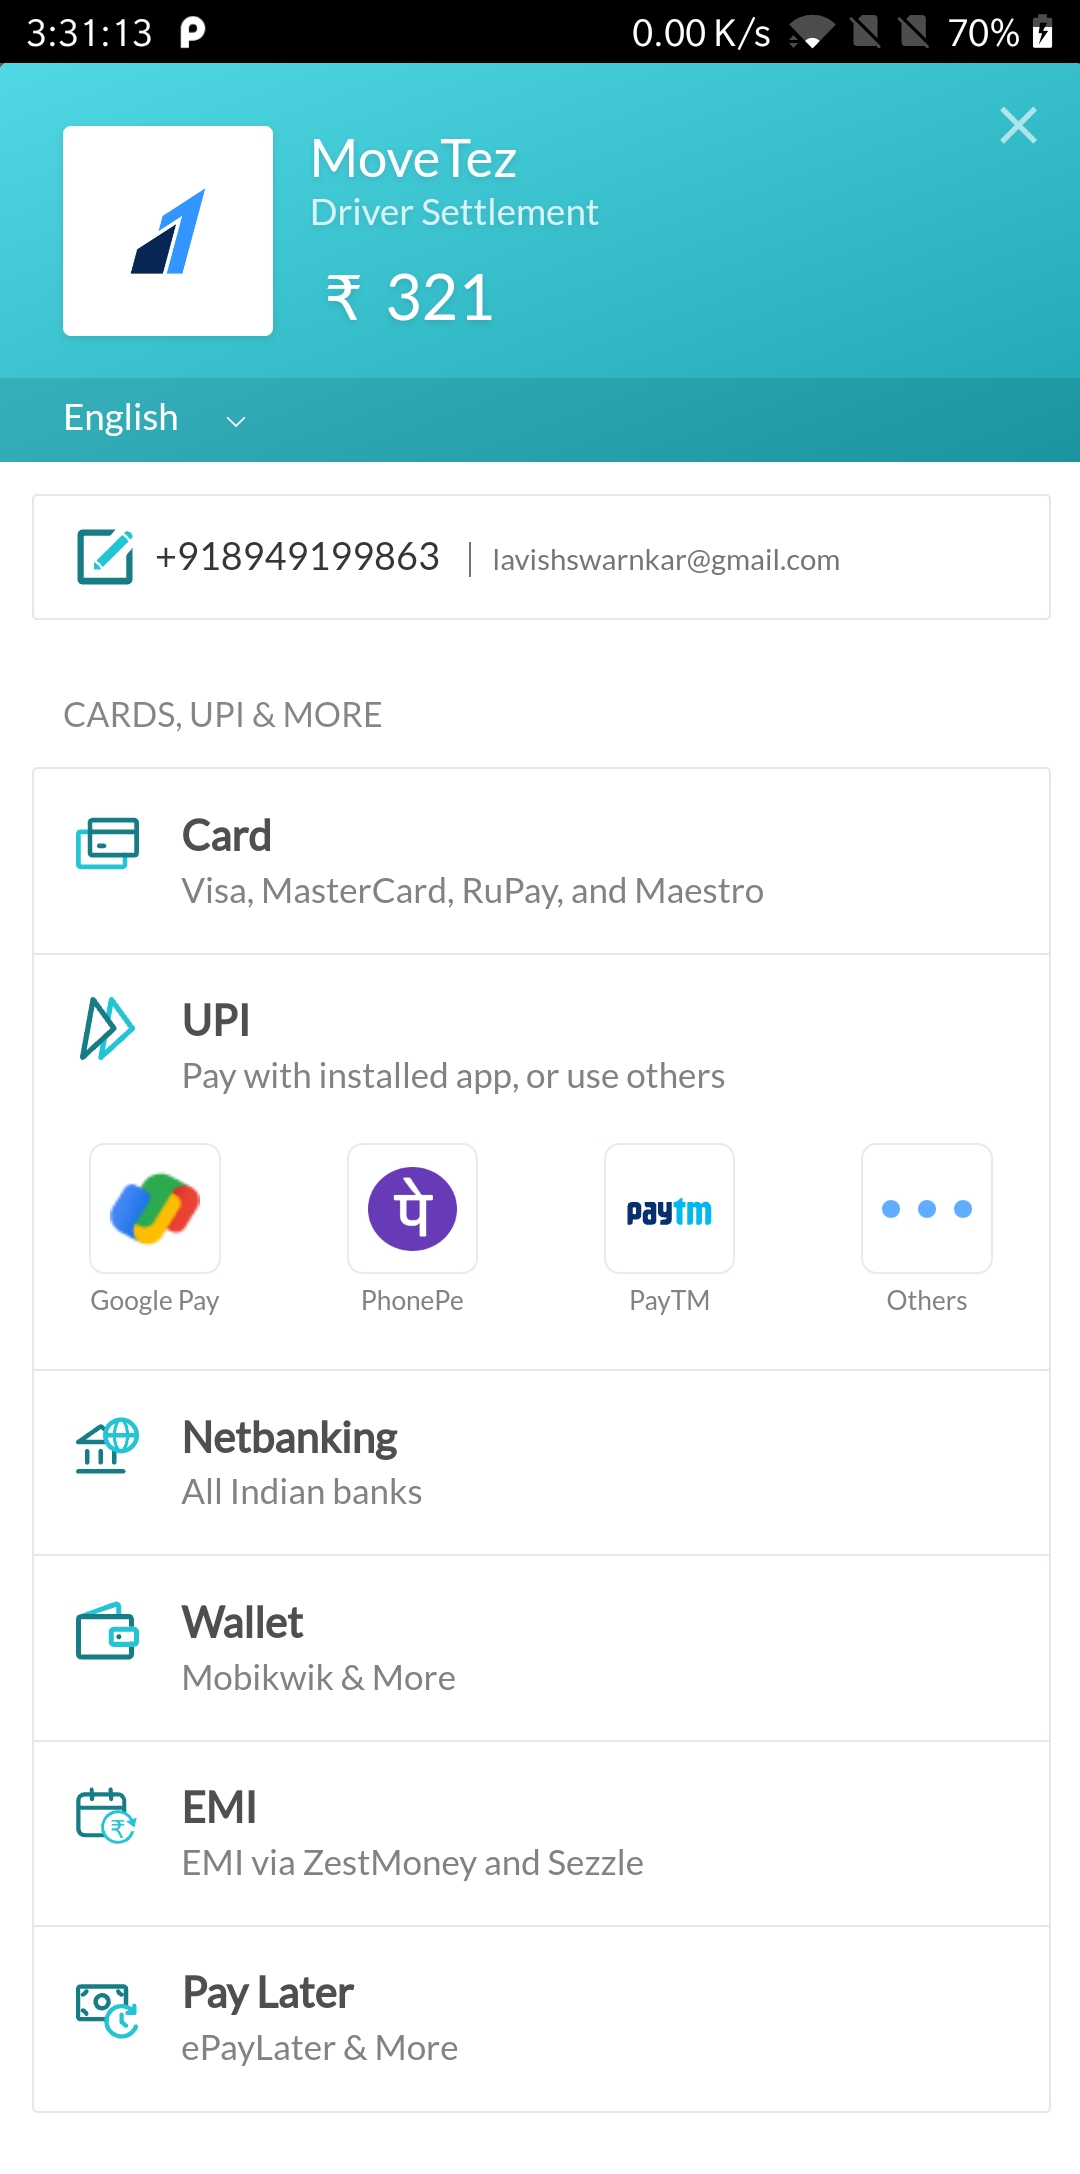 3:31:13 P 0.00 K/s 70%
MoveTez
Driver Settlement
₹ 321
English
+918949199863 | lavishswarnkar@gmail.com
CARDS, UPI & MORE
Card
Visa, MasterCard, RuPay, and Maestro
UPI
Pay with installed app, or use others
पे paytm
Google Pay PhonePe PayTM Others
Netbanking
All Indian banks
Wallet
Mobikwik & More
₹
EMI
EMI via ZestMoney and Sezzle
Pay Later
ePayLater & More